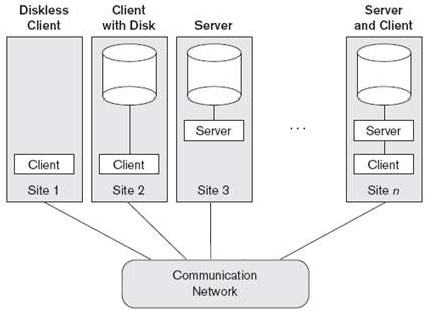 Diskless
Client
Client
with Disk
Server
Server
and Client
Client
Site 1
Client
Site 2
Server
Site 3
. . .
Server
Client
Site n
Communication
Network